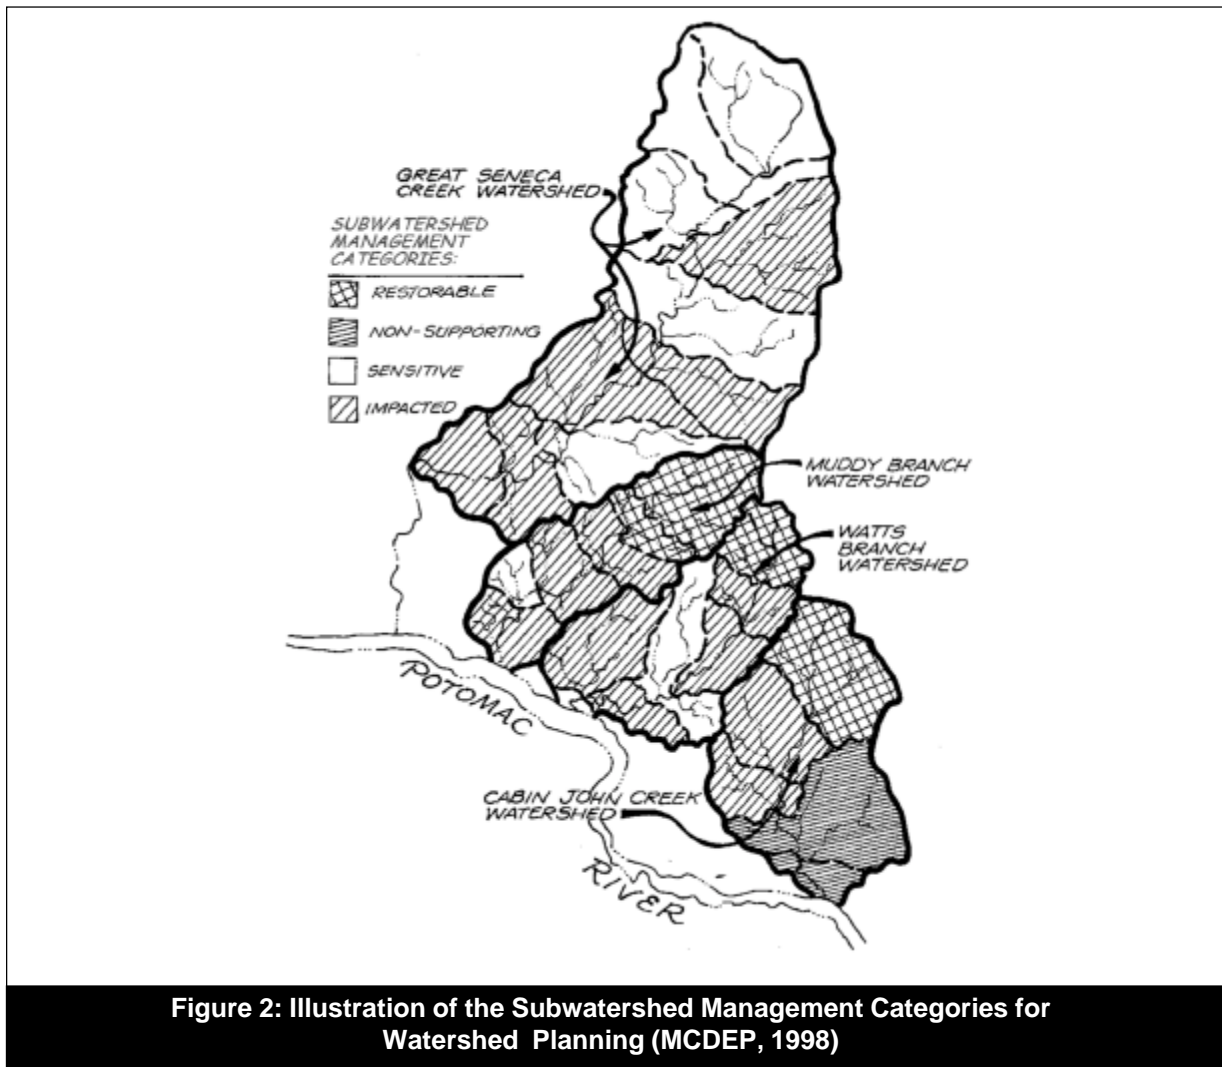 GREAT SENECA
CREEK WATERSHED
SUBWATERSHED
MANAGEMENT
CATEGORIES:
RESTORABLE
NON-SUPPORTING
SENSITIVE
IMPACTED
MUDDY BRANCH
WATERSHED
WATTS
BRANCH
WATERSHED
POTOMAC
CABIN JOHN CREEK
WATERSHED
RIVER
Figure 2: Illustration of the Subwatershed Management Categories for
Watershed Planning (MCDEP, 1998)